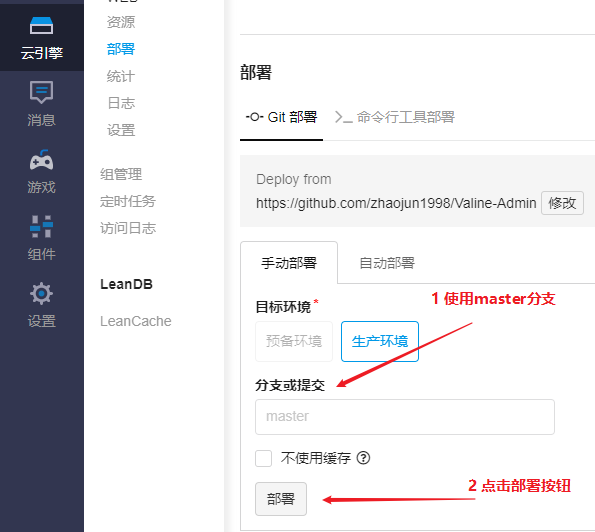 云引擎
消息
游戏
组件
设置
资源
部署
统计
日志
设置
组管理
定时任务
访问日志
LeanDB
LeanCache
部署
Git 部署
命令行工具部署
Deploy from
https://github.com/zhaojun1998/Valine-Admin 修改
手动部署
自动部署
目标环境*
1 使用master分支
预备环境
生产环境
分支或提交
master
不使用缓存
部署
2 点击部署按钮